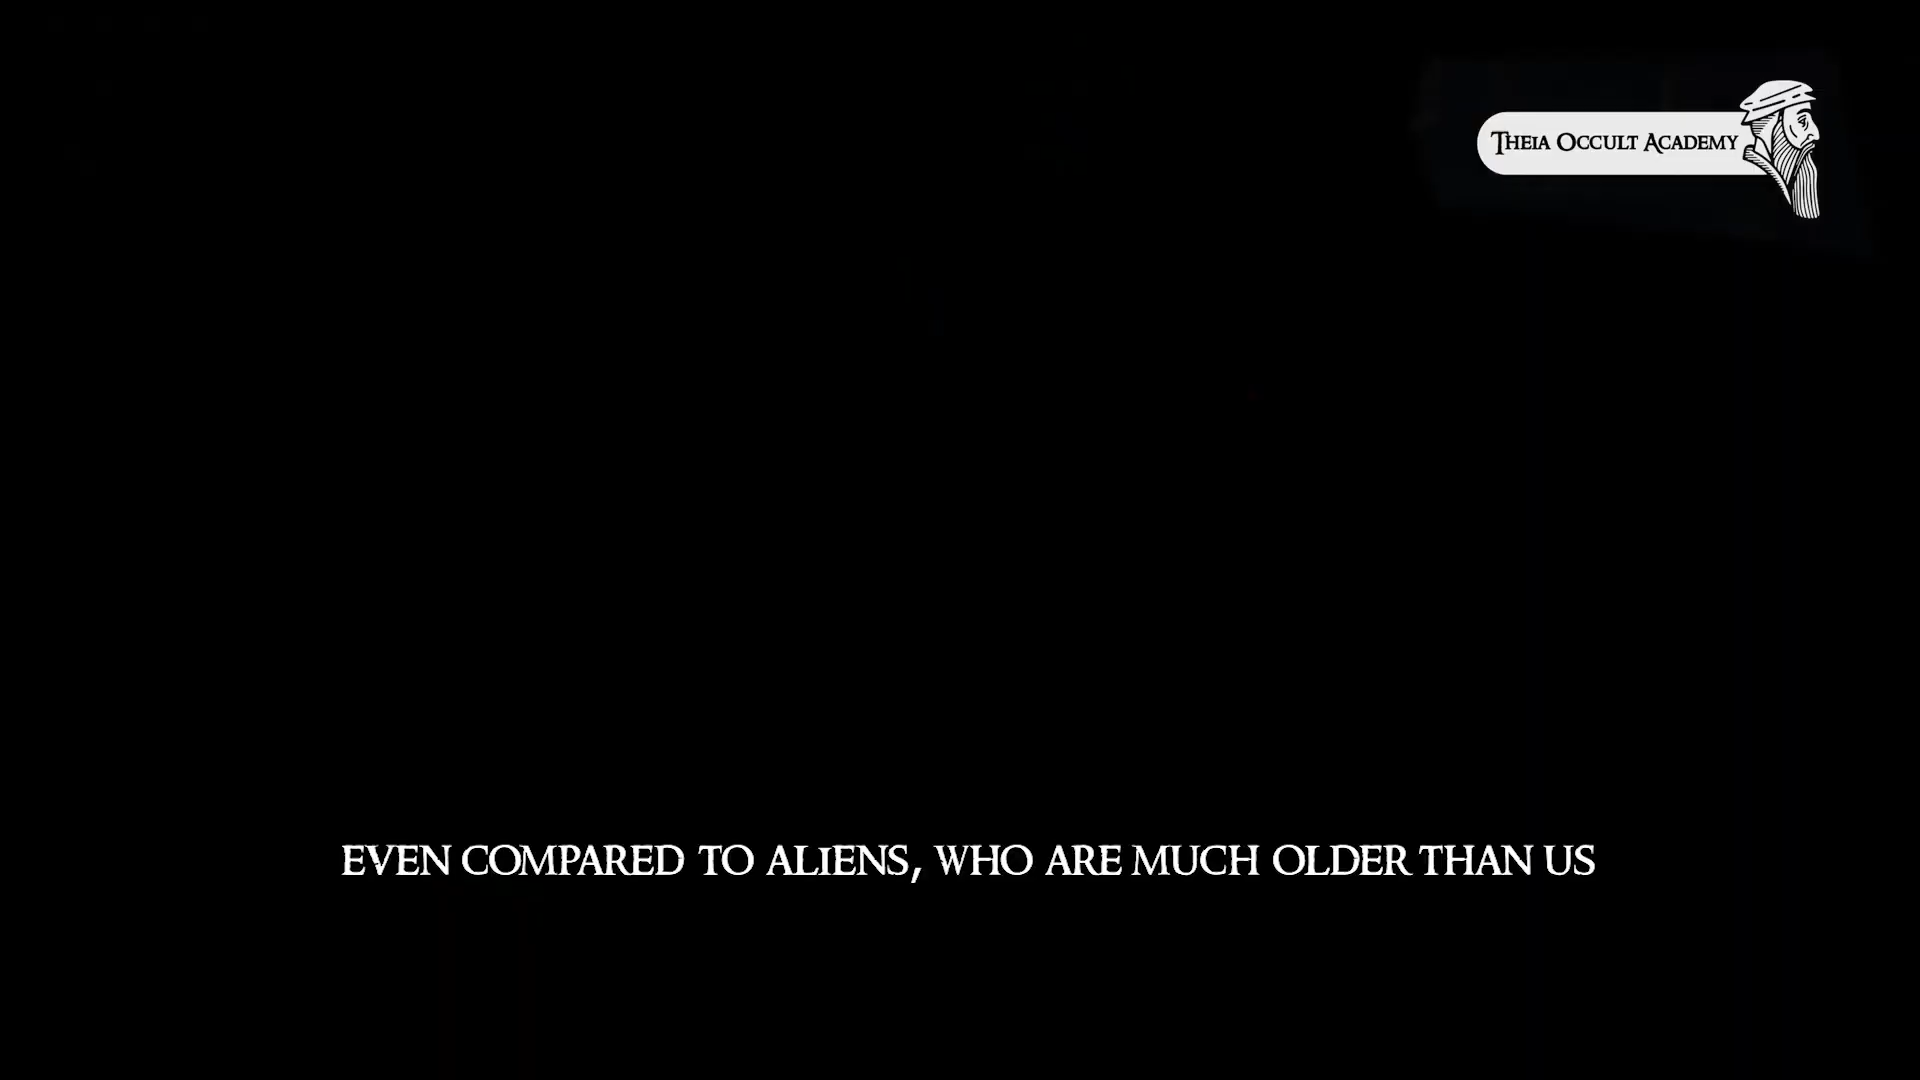 Theia Occult Academy
EVEN COMPARED TO ALIENS, WHO ARE MUCH OLDER THAN US